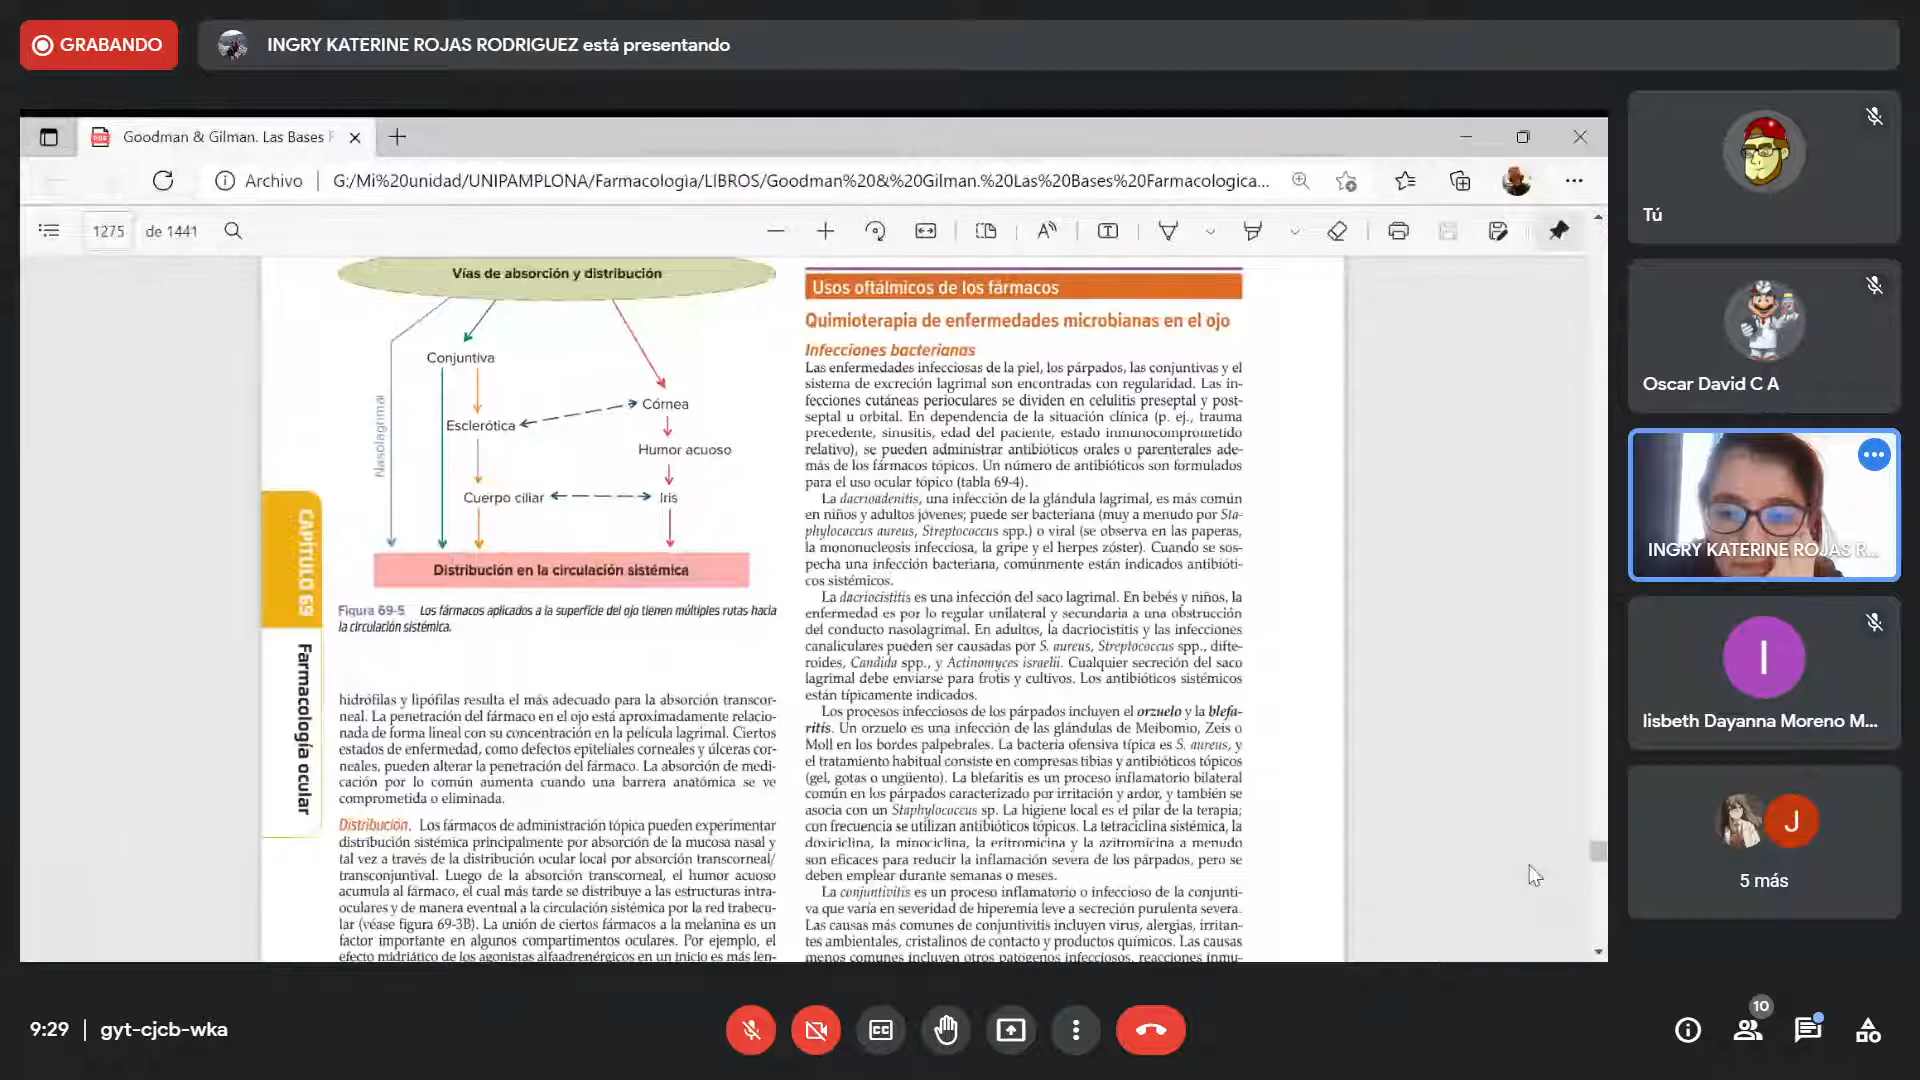 GRABANDO
INGRY KATERINE ROJAS RODRIGUEZ está presentando
Goodman & Gilman. Las Bases
Archivo
G:/Mi%20unidad/UNIPAMPLONA/Farmacología/LIBROS/Goodman%20&%20Gilman.%20Las%20Bases%20Farmacologica...
1275 de 1441
Vías de absorción y distribución
Conjuntiva
Nasolagrimal
Córnea
Esclerótica
Humor acuoso
Cuerpo ciliar
Iris
Distribución en la circulación sistémica
Figura 69-5 Los fármacos aplicados a la superficie del ojo tienen múltiples rutas hacia
la circulación sistémica.
CAPÍTULO 69
Farmacología ocular
hidrófilas y lipófilas resulta el más adecuado para la absorción transcor-
neal. La penetración del fármaco en el ojo está aproximadamente relacio-
nada de forma lineal con su concentración en la película lagrimal. Ciertos
estados de enfermedad, como defectos epiteliales corneales y úlceras cor-
neales, pueden alterar la penetración del fármaco. La absorción de medi-
cación por lo común aumenta cuando una barrera anatómica se ve
comprometida o eliminada.
Distribución. Los fármacos de administración tópica pueden experimentar
distribución sistémica principalmente por absorción de la mucosa nasal y
tal vez a través de la distribución ocular local por absorción transcorneal/
transconjuntival. Luego de la absorción transcorneal, el humor acuoso
acumula al fármaco, el cual más tarde se distribuye a las estructuras intra-
oculares y de manera eventual a la circulación sistémica por la red trabecu-
lar (véase figura 69-3B). La unión de ciertos fármacos a la melanina es un
factor importante en algunos compartimentos oculares. Por ejemplo, el
efecto midriático de los agonistas alfaadrenérgicos en un inicio es más len-
Usos oftálmicos de los fármacos
Quimioterapia de enfermedades microbianas en el ojo
Infecciones bacterianas
Las enfermedades infecciosas de la piel, los párpados, las conjuntivas y el
sistema de excreción lagrimal son encontradas con regularidad. Las in-
fecciones cutáneas perioculares se dividen en celulitis preseptal y post-
septal u orbital. En dependencia de la situación clínica (p. ej., trauma
precedente, sinusitis, edad del paciente, estado inmunocomprometido
relativo), se pueden administrar antibióticos orales o parenterales ade-
más de los fármacos tópicos. Un número de antibióticos son formulados
para el uso ocular tópico (tabla 69-4).
La dacrioadenitis, una infección de la glándula lagrimal, es más común
en niños y adultos jóvenes; puede ser bacteriana (muy a menudo por Sta-
phylococcus aureus, Streptococcus spp.) o viral (se observa en las paperas,
la mononucleosis infecciosa, la gripe y el herpes zóster). Cuando se sos-
pecha una infección bacteriana, comúnmente están indicados antibióti-
cos sistémicos.
La dacriocistitis es una infección del saco lagrimal. En bebés y niños, la
enfermedad es por lo regular unilateral y secundaria a una obstrucción
del conducto nasolagrimal. En adultos, la dacriocistitis y las infecciones
canaliculares pueden ser causadas por S. aureus, Streptococcus spp., difte-
roides, Candida spp., y Actinomyces israelii. Cualquier secreción del saco
lagrimal debe enviarse para frotis y cultivos. Los antibióticos sistémicos
están típicamente indicados.
Los procesos infecciosos de los párpados incluyen el orzuelo y la blefa-
ritis. Un orzuelo es una infección de las glándulas de Meibomio, Zeis o
Moll en los bordes palpebrales. La bacteria ofensiva típica es S. aureus, y
el tratamiento habitual consiste en compresas tibias y antibióticos tópicos
(gel, gotas o ungüento). La blefaritis es un proceso inflamatorio bilateral
común en los párpados caracterizado por irritación y ardor, y también se
asocia con un Staphylococcus sp. La higiene local es el pilar de la terapia;
con frecuencia se utilizan antibióticos tópicos. La tetraciclina sistémica, la
doxiciclina, la minociclina, la eritromicina y la azitromicina a menudo
son eficaces para reducir la inflamación severa de los párpados, pero se
deben emplear durante semanas o meses.
La conjuntivitis es un proceso inflamatorio o infeccioso de la conjunti-
va que varía en severidad de hiperemia leve a secreción purulenta severa.
Las causas más comunes de conjuntivitis incluyen virus, alergias, irritan-
tes ambientales, cristalinos de contacto y productos químicos. Las causas
menos comunes incluyen otros patógenos infecciosos, reacciones inmu-
Tú
Oscar David C A
INGRY KATERINE ROJAS R...
lisbeth Dayanna Moreno M...
J
5 más
9:29 | gyt-cjcb-wka
10